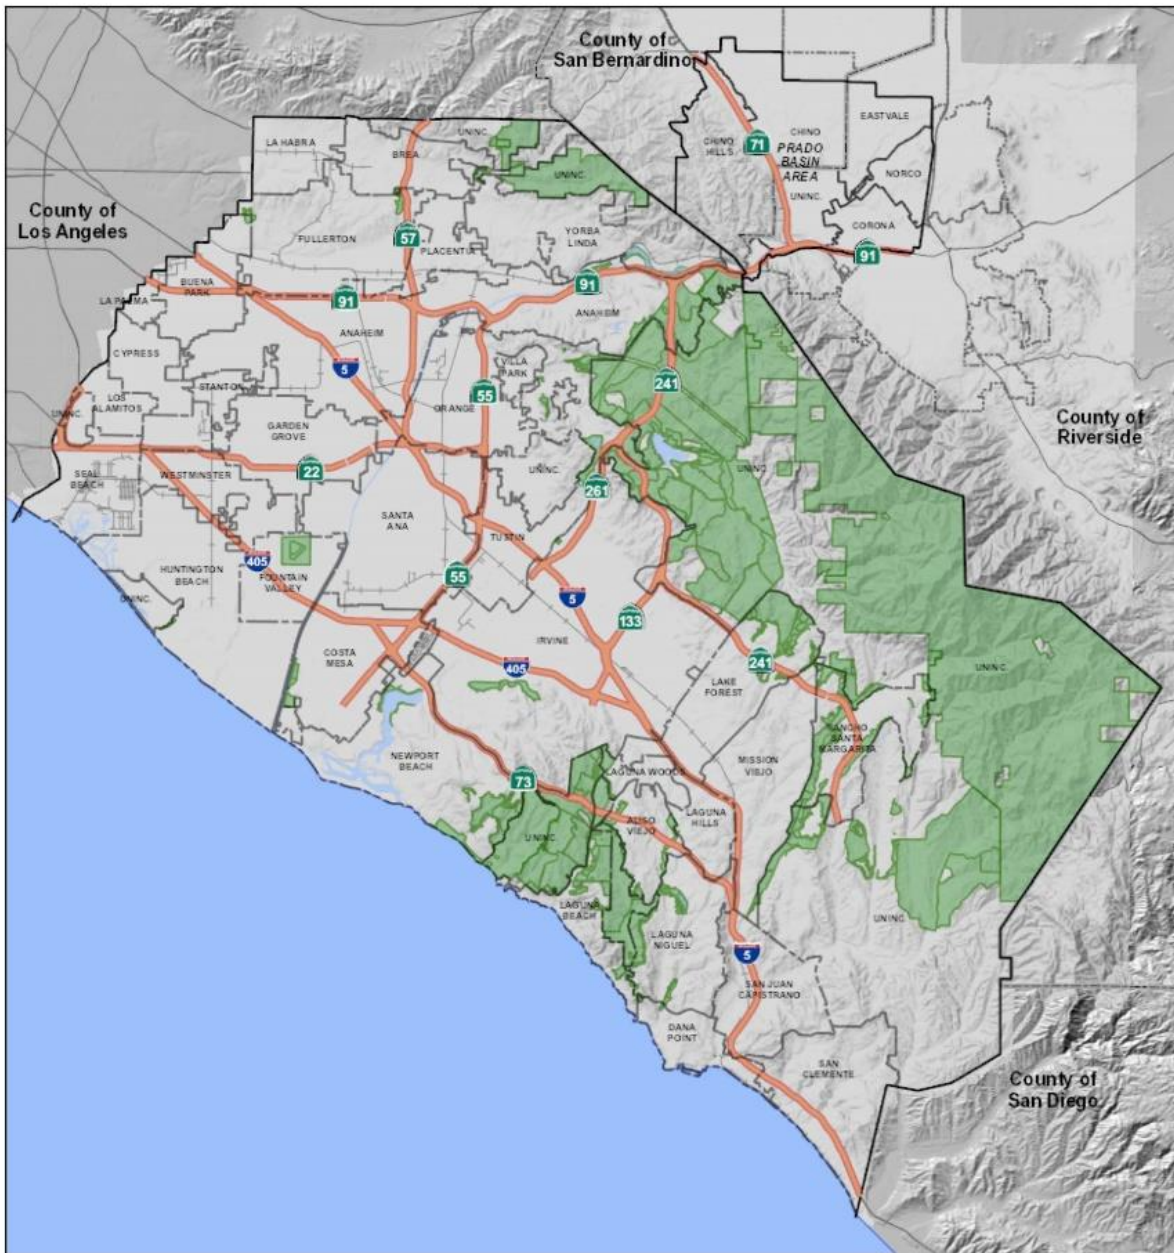 County of
San Bernardino
EASTVALE
CHINO
CHINO
HILLS
71
PRADO
BASIN
AREA
NORCO
UNINC.
CORONA
91
UNINC.
LA HABRA
BREA
UNINC.
County of
Los Angeles
FULLERTON
57
PLACENTIA
YORBA
LINDA
BUENA
PARK
91
91
LA PALMA
ANAHEIM
ANAHEIM
CYPRESS
5
VILLA
PARK
241
STANTON
55
ORANGE
LOS
ALAMITOS
UNINC.
GARDEN
GROVE
County of
Riverside
22
SEAL
BEACH
WESTMINSTER
UNINC.
UNINC.
261
SANTA
ANA
TUSTIN
405
HUNTINGTON
BEACH
FOUNTAIN
VALLEY
55
UNINC.
5
133
IRVINE
COSTA
MESA
405
241
UNINC.
LAKE
FOREST
RANCHO
SANTA
MARGARITA
NEWPORT
BEACH
MISSION
VIEJO
73
LAGUNA WOODS
LAGUNA
HILLS
ALISO
VIEJO
UNINC.
LAGUNA
BEACH
UNINC.
LAGUNA
NIGUEL
5
SAN JUAN
CAPISTRANO
DANA
POINT
SAN
CLEMENTE
County of
San Diego